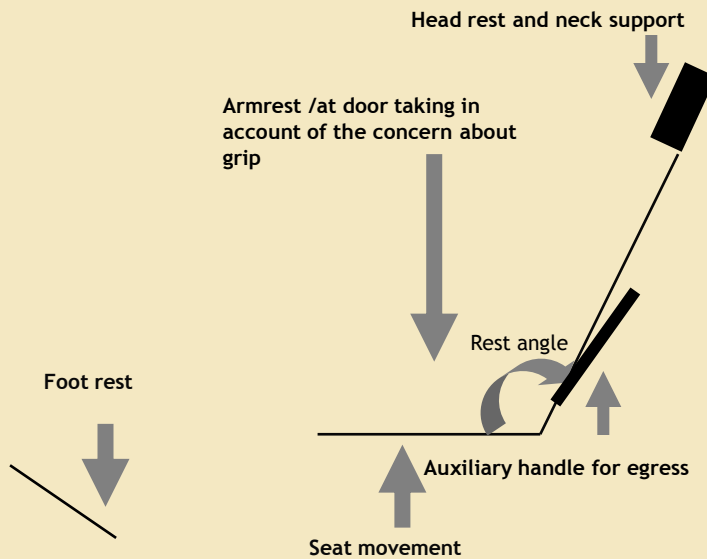 Head rest and neck support
Armrest /at door taking in
account of the concern about
grip
Rest angle
Foot rest
Auxiliary handle for egress
Seat movement